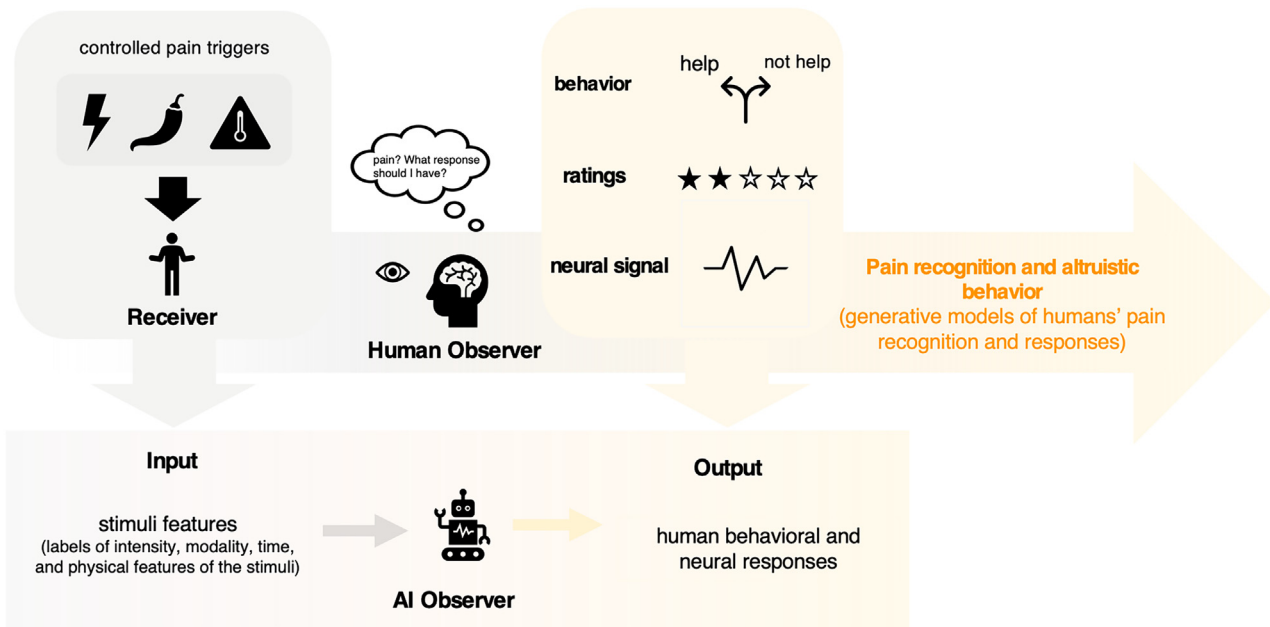 controlled pain triggers
Receiver
pain? What response
should I have?
Human Observer
behavior
help
not help
ratings
neural signal
Pain recognition and altruistic
behavior
(generative models of humans’ pain
recognition and responses)
Input
stimuli features
(labels of intensity, modality, time,
and physical features of the stimuli)
AI Observer
Output
human behavioral and
neural responses